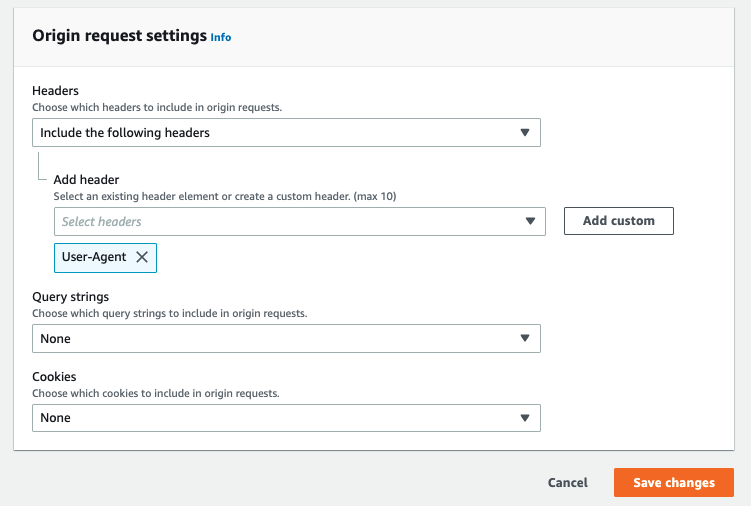 Origin request settings Info
Headers
Choose which headers to include in origin requests.
Include the following headers
Add header
Select an existing header element or create a custom header. (max 10)
Select headers
Add custom
User-Agent
Query strings
Choose which query strings to include in origin requests.
None
Cookies
Choose which cookies to include in origin requests.
None
Cancel
Save changes